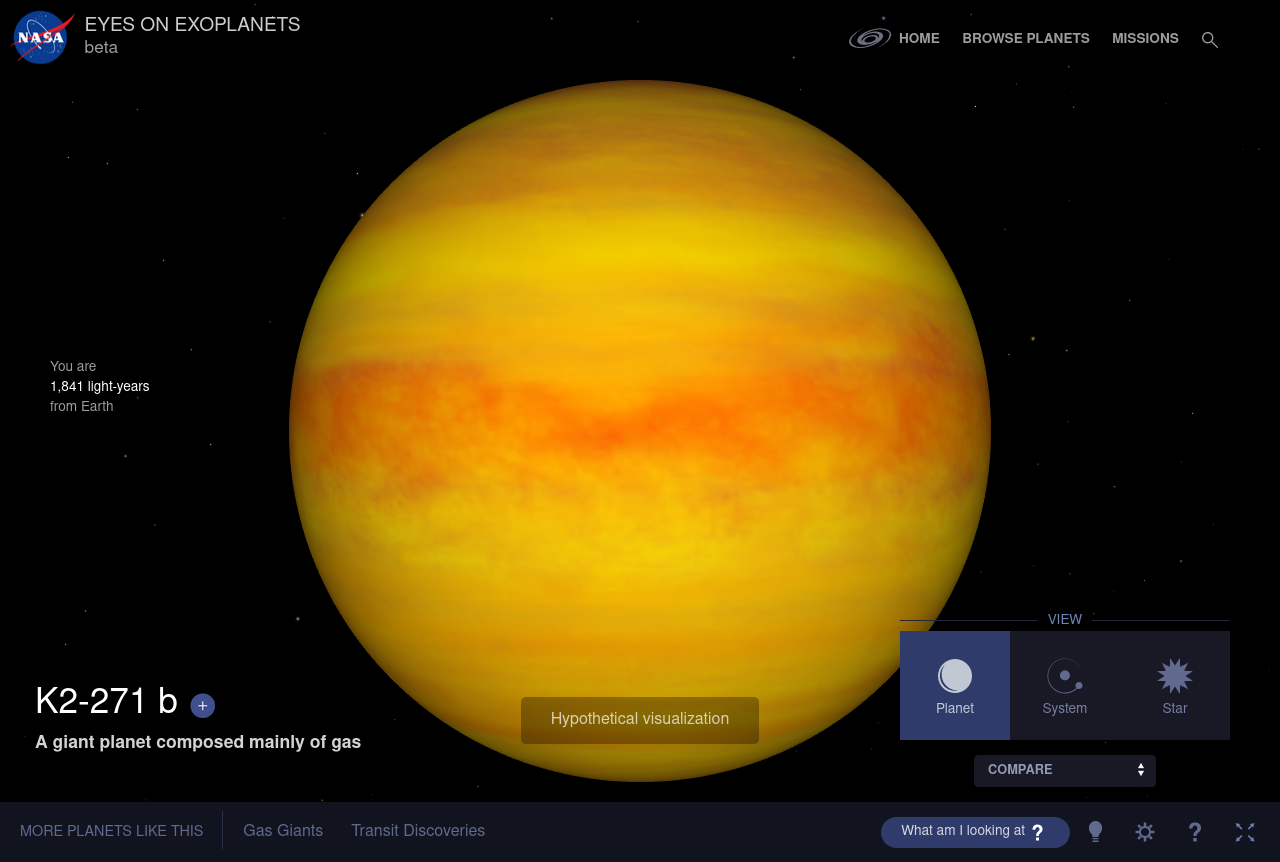 NASA
EYES ON EXOPLANETS
beta
HOME
BROWSE PLANETS
MISSIONS
You are
1,841 light-years
from Earth
K2-271 b +
A giant planet composed mainly of gas
Hypothetical visualization
VIEW
Planet
System
Star
COMPARE
MORE PLANETS LIKE THIS
Gas Giants
Transit Discoveries
What am I looking at ?
?